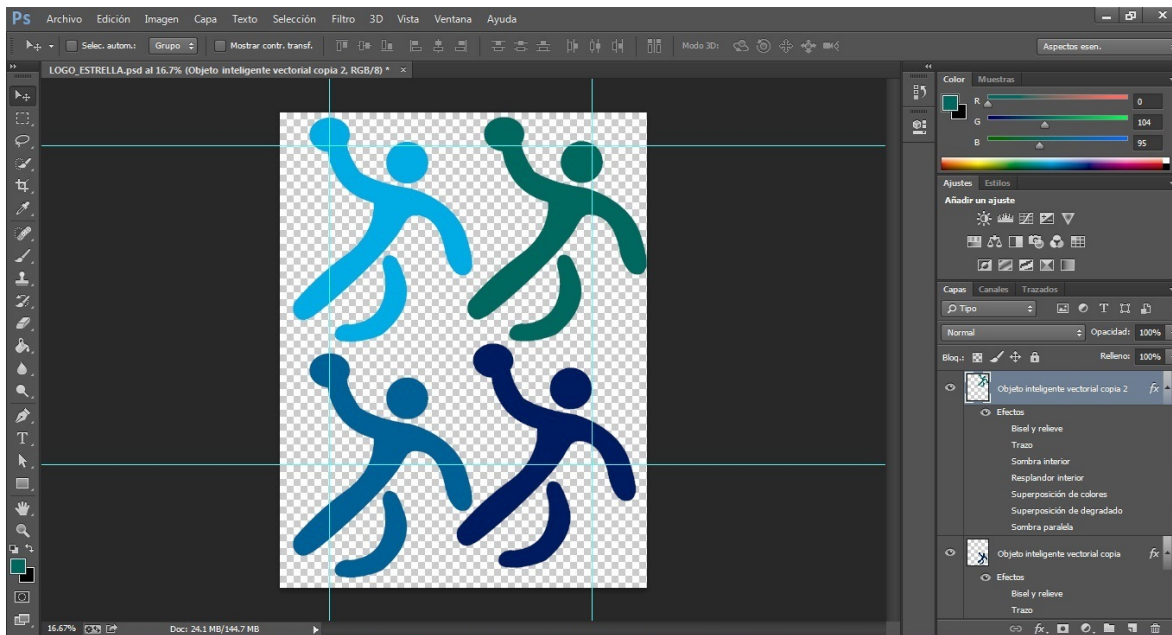 Ps Archivo Edición Imagen Capa Texto Selección Filtro 3D Vista Ventana Ayuda
Selec. autom.: Grupo Mostrar contr. transf. Modo 3D: Aspectos esen.
LOGO_ESTRELLA.psd al 16.7% (Objeto inteligente vectorial copia 2, RGB/8) * ×
Color Muestras
R 0
G 104
B 95
Ajustes Estilos
Añadir un ajuste
Capas Canales Trazados
Tipo
Normal Opacidad: 100%
Bloq.: Relleno: 100%
Objeto inteligente vectorial copia 2 fx
Efectos
Bisel y relieve
Trazo
Sombra interior
Resplandor interior
Superposición de colores
Superposición de degradado
Sombra paralela
Objeto inteligente vectorial copia fx
Efectos
Bisel y relieve
Trazo
16.67% Doc: 24.1 MB/144.7 MB fx